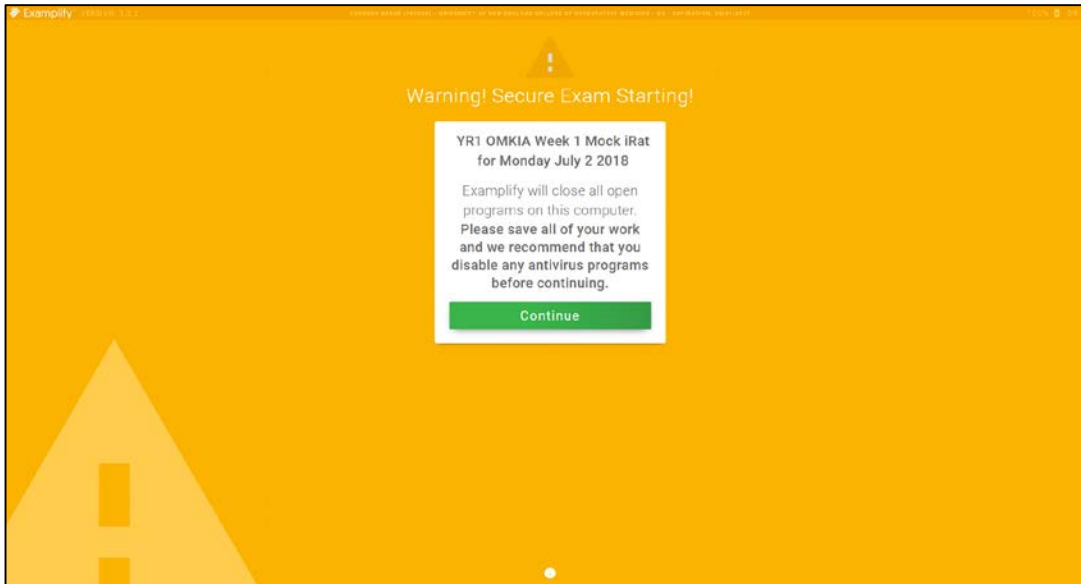 Examplify VERSION
Warning! Secure Exam Starting!
YR1 OMKIA Week 1 Mock iRat
for Monday July 2 2018
Examplify will close all open
programs on this computer.
Please save all of your work
and we recommend that you
disable any antivirus programs
before continuing.
Continue